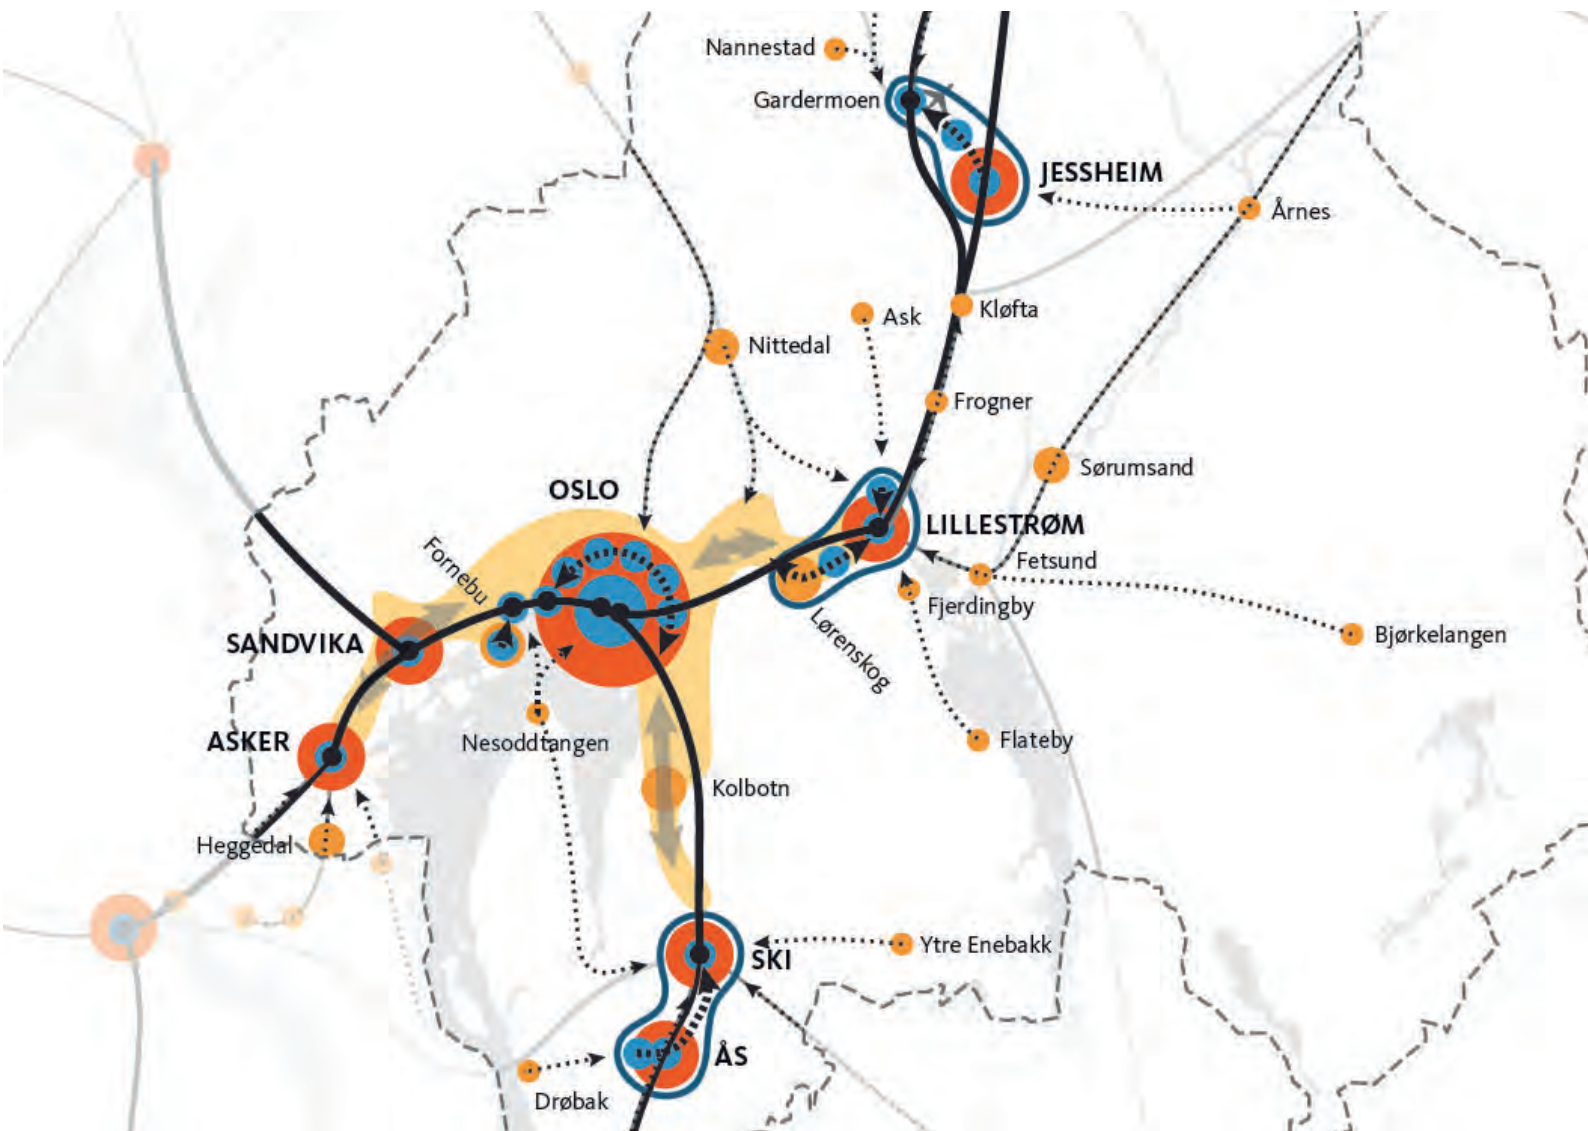 Nannestad
Gardermoen
JESSHEIM
Årnes
Kløfta
Ask
Nittedal
Frogner
Sørumsand
OSLO
LILLESTRØM
Fornebu
Fetsund
Fjerdingby
Lørenskog
Bjørkelangen
SANDVIKA
ASKER
Nesoddtangen
Flateby
Kolbotn
Heggedal
Ytre Enebakk
SKI
ÅS
Drøbak